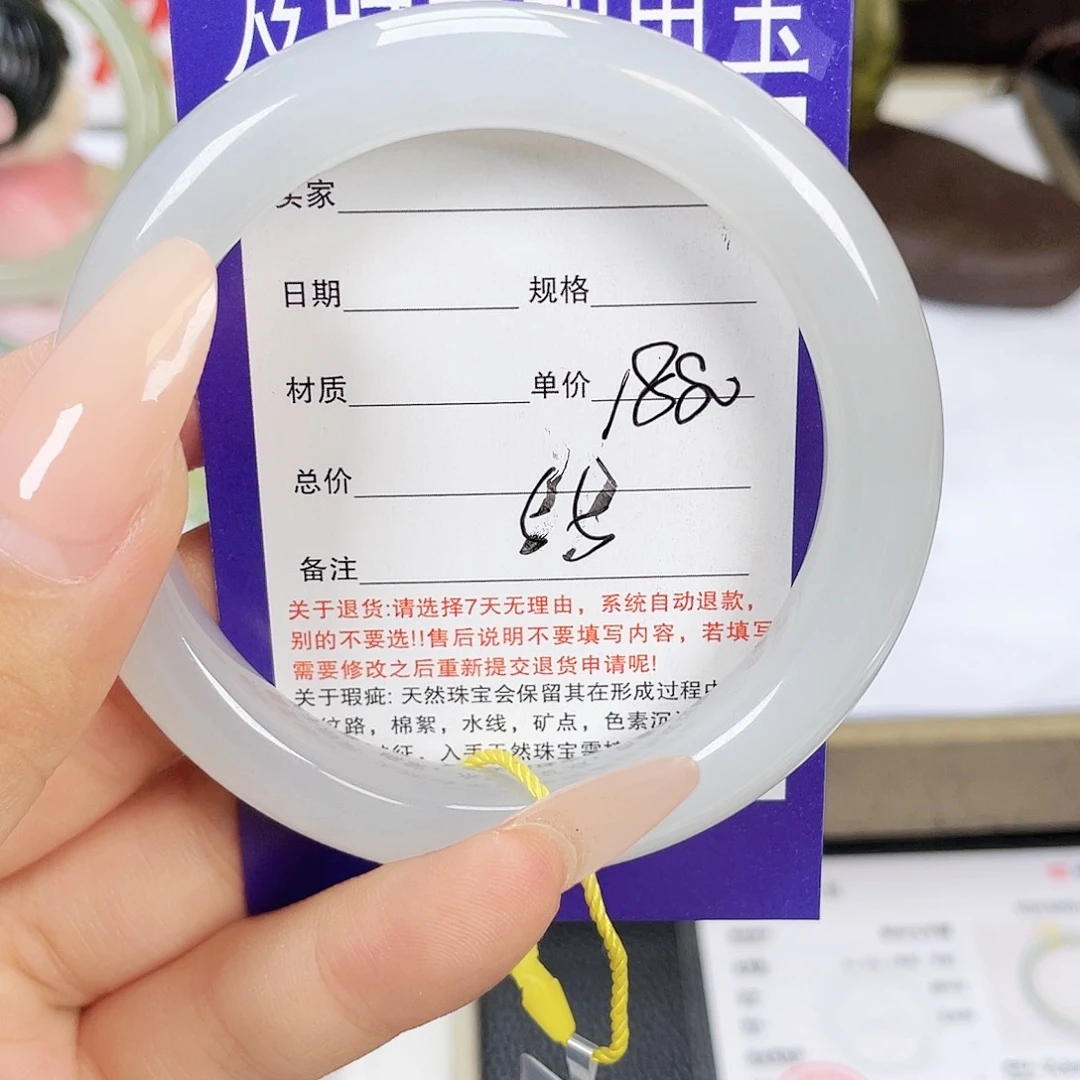 家
日期 规格
材质 单价 1880
总价
备注
关于退货:请选择7天无理由，系统自动退款，
别的不要选!!售后说明不要填写内容，若填写
需要修改之后重新提交退货申请呢!
关于瑕疵: 天然珠宝会保留其在形成过程中
纹路，棉絮，水线，矿点，色素沉
入手天然珠宝需